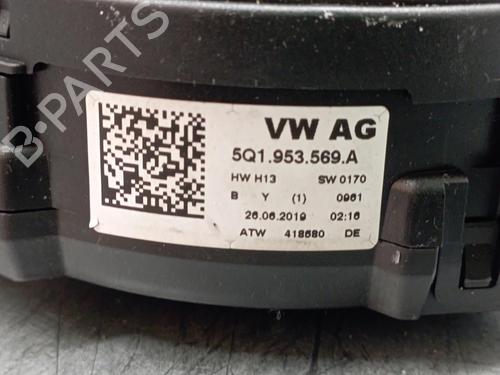 VW AG
5Q1.953.569.A
HW H13 SW 0170
B Y (1) 0961
26.06.2019 02:16
ATW 418680 DE
B-PARTS